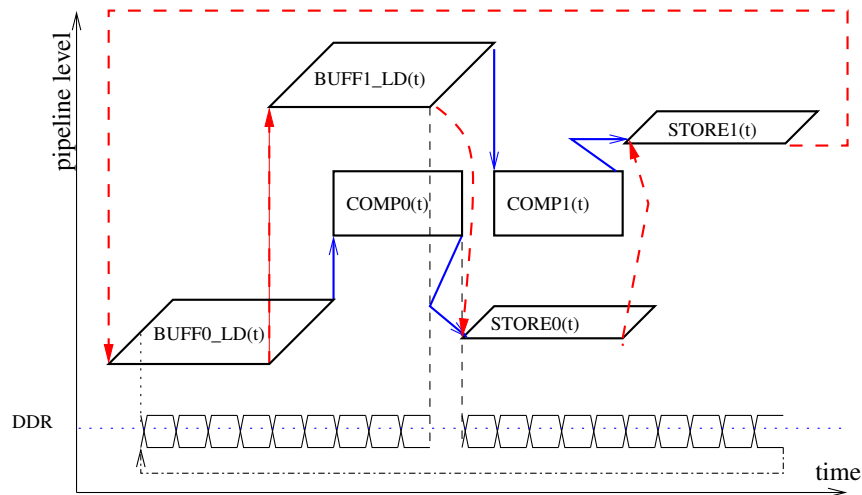 pipeline level
BUFF1_LD(t)
STORE1(t)
COMP0(t)
COMP1(t)
BUFF0_LD(t)
STORE0(t)
DDR
time